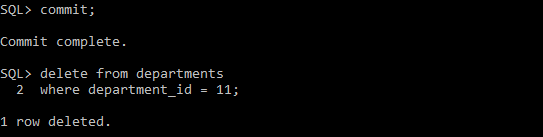 SQL> commit;
Commit complete.
SQL> delete from departments
2 where department_id = 11;
1 row deleted.